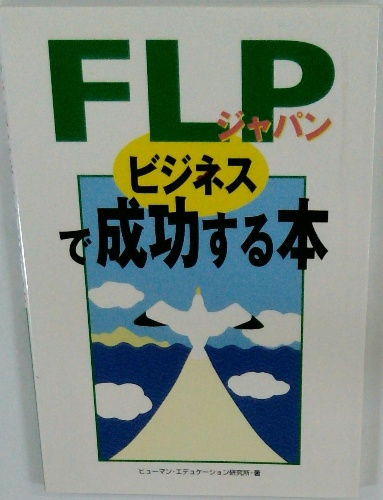 FLP
ジャパン
ビジネス
で成功する本
ヒューマン・エデュケーション研究所・著